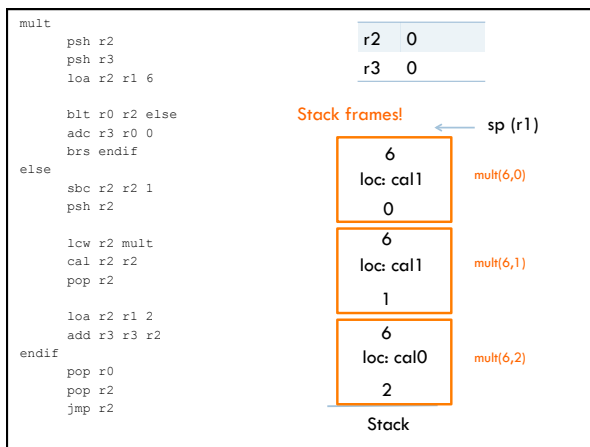 mult
psh r2
psh r3
loa r2 r1 6
blt r0 r2 else
adc r3 r0 0
brs endif
else
sbc r2 r2 1
psh r2
lcw r2 mult
cal r2 r2
pop r2
loa r2 r1 2
add r3 r3 r2
endif
pop r0
pop r2
jmp r2
r2 0
r3 0
Stack frames!
sp (r1)
6
loc: cal1
0
mult(6,0)
6
loc: cal1
1
mult(6,1)
6
loc: cal0
2
mult(6,2)
Stack